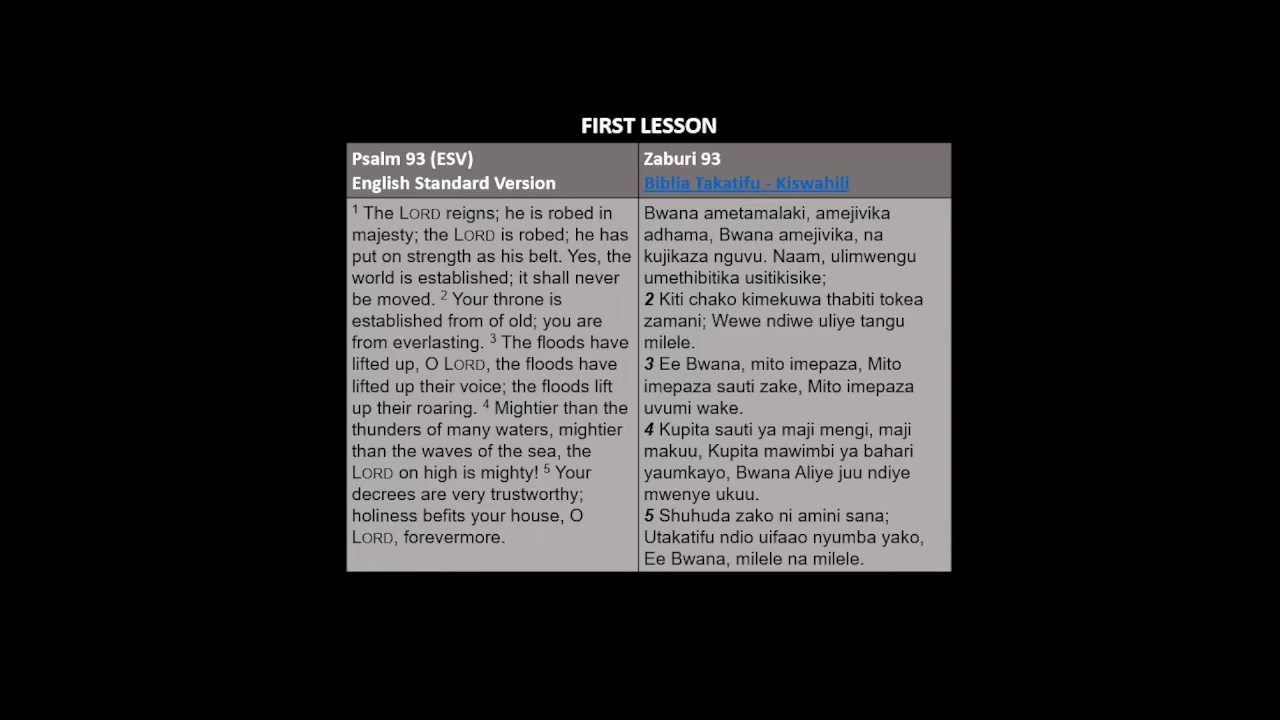 FIRST LESSON
Psalm 93 (ESV)
English Standard Version
1 The LORD reigns; he is robed in
majesty; the LORD is robed; he has
put on strength as his belt. Yes, the
world is established; it shall never
be moved. 2 Your throne is
established from of old; you are
from everlasting. 3 The floods have
lifted up, O LORD, the floods have
lifted up their voice; the floods lift
up their roaring. 4 Mightier than the
thunders of many waters, mightier
than the waves of the sea, the
LORD on high is mighty! 5 Your
decrees are very trustworthy;
holiness befits your house, O
LORD, forevermore.
Zaburi 93
Biblia Takatifu - Kiswahili
Bwana ametamalaki, amejivika
adhama, Bwana amejivika, na
kujikaza nguvu. Naam, ulimwengu
umethibitika usitikisike;
2 Kiti chako kimekuwa thabiti tokea
zamani; Wewe ndiwe uliye tangu
milele.
3 Ee Bwana, mito imepaza, Mito
imepaza sauti zake, Mito imepaza
uvumi wake.
4 Kupita sauti ya maji mengi, maji
makuu, Kupita mawimbi ya bahari
yaumkayo, Bwana Aliye juu ndiye
mwenye ukuu.
5 Shuhuda zako ni amini sana;
Utakatifu ndio uifaao nyumba yako,
Ee Bwana, milele na milele.